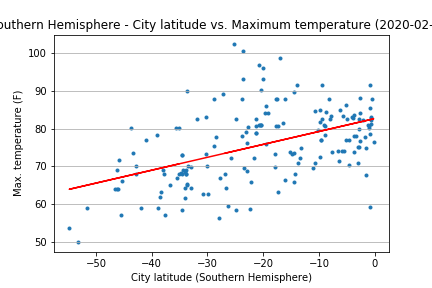 outhern Hemisphere - City latitude vs. Maximum temperature (2020-02-
100
90
80
70
60
50
Max. temperature (F)
−50 −40 −30 −20 −10 0
City latitude (Southern Hemisphere)